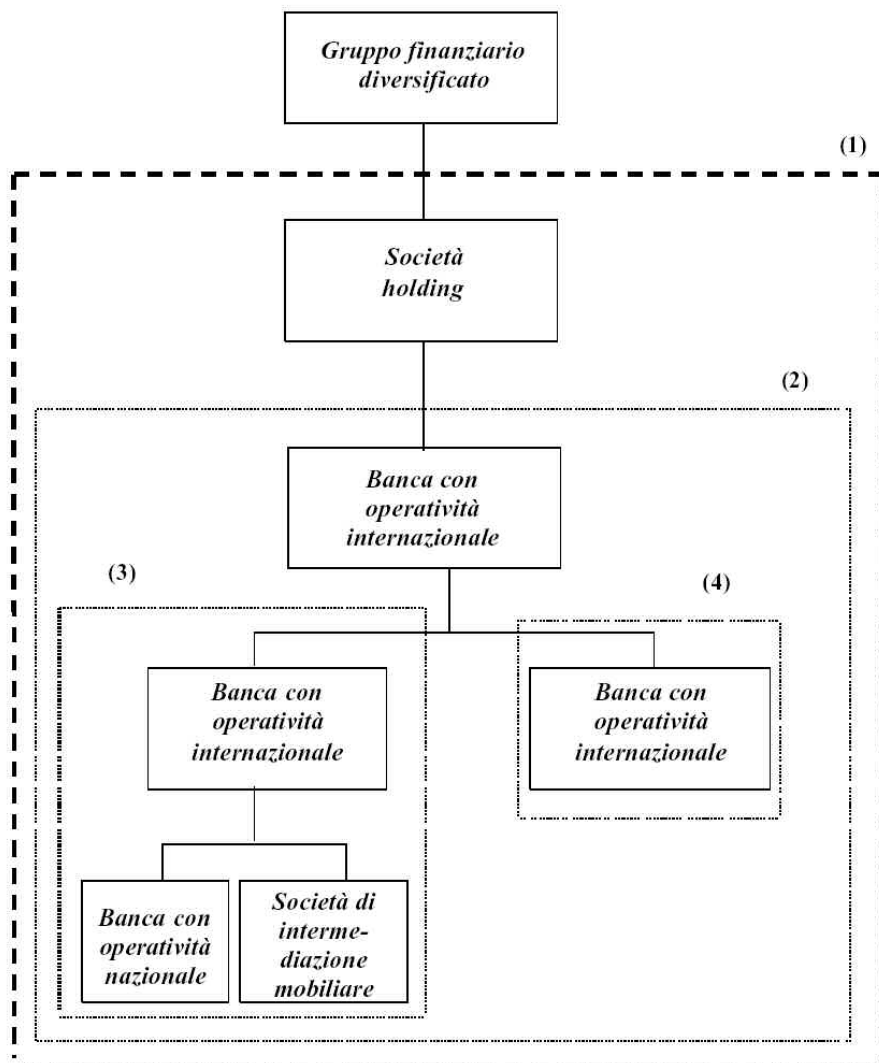 Gruppo finanziario
diversificato
(1)
Società
holding
(2)
Banca con
operatività
internazionale
(3)
(4)
Banca con
operatività
internazionale
Banca con
operatività
internazionale
Banca con
operatività
nazionale
Società di
interme-
diazione
mobiliare